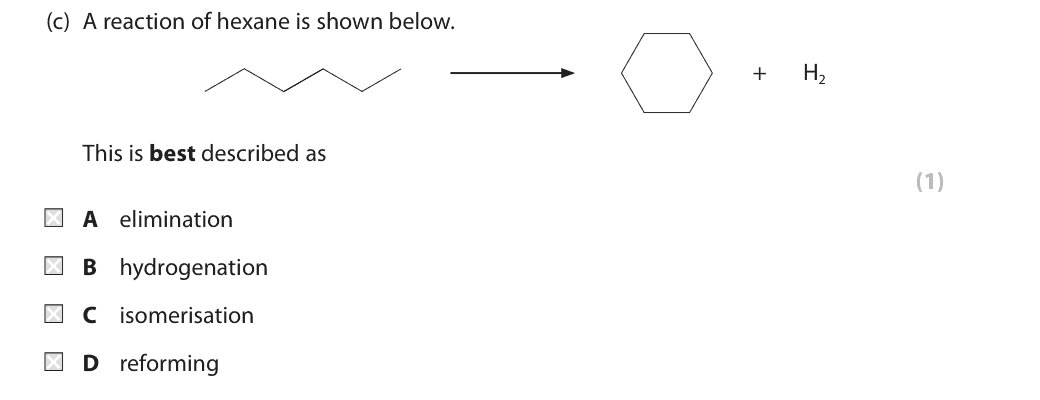 (c) A reaction of hexane is shown below.
+ H₂
This is best described as
(1)
A elimination
B hydrogenation
C isomerisation
D reforming